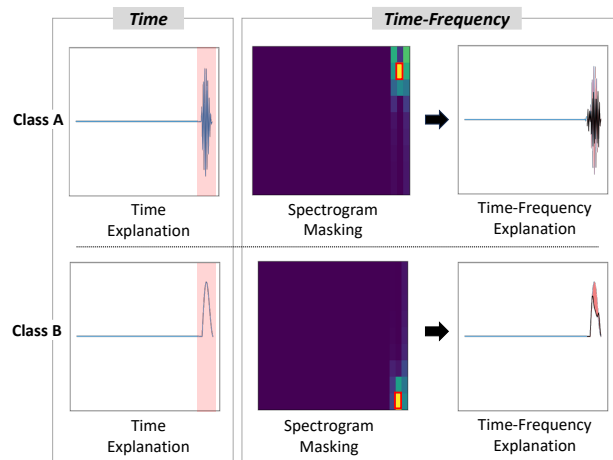 Time
Time-Frequency
Class A
Time
Explanation
Spectrogram
Masking
Time-Frequency
Explanation
Class B
Time
Explanation
Spectrogram
Masking
Time-Frequency
Explanation